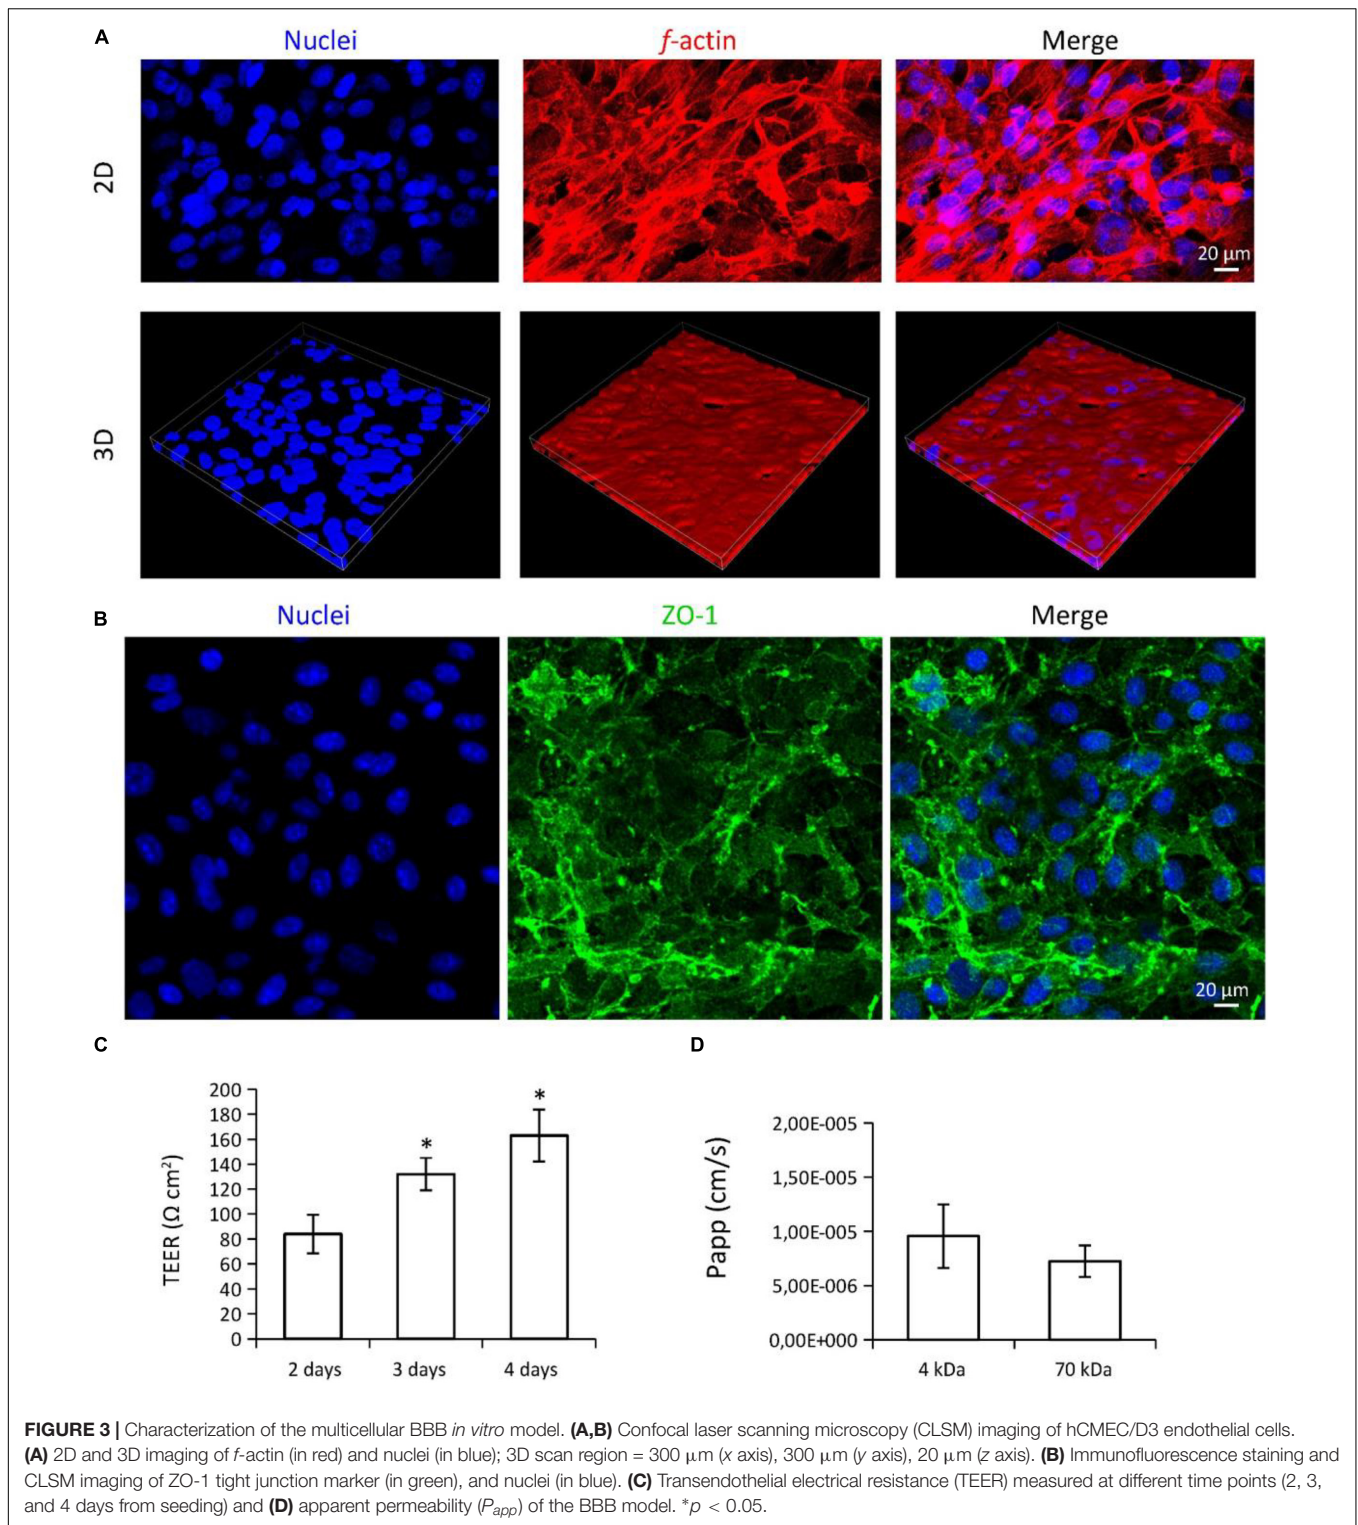 A
Nuclei
f-actin
Merge
2D
20 µm
3D
B
Nuclei
ZO-1
Merge
20 µm
C
D
TEER (Ω cm²)
200
180
160
140
120
100
80
60
40
20
0
*
*
2 days
3 days
4 days
Papp (cm/s)
2,00E-005
1,50E-005
1,00E-005
5,00E-006
0,00E+000
4 kDa
70 kDa
FIGURE 3 | Characterization of the multicellular BBB in vitro model. (A,B) Confocal laser scanning microscopy (CLSM) imaging of hCMEC/D3 endothelial cells.
(A) 2D and 3D imaging of f-actin (in red) and nuclei (in blue); 3D scan region = 300 µm (x axis), 300 µm (y axis), 20 µm (z axis). (B) Immunofluorescence staining and
CLSM imaging of ZO-1 tight junction marker (in green), and nuclei (in blue). (C) Transendothelial electrical resistance (TEER) measured at different time points (2, 3,
and 4 days from seeding) and (D) apparent permeability (Papp) of the BBB model. *p < 0.05.